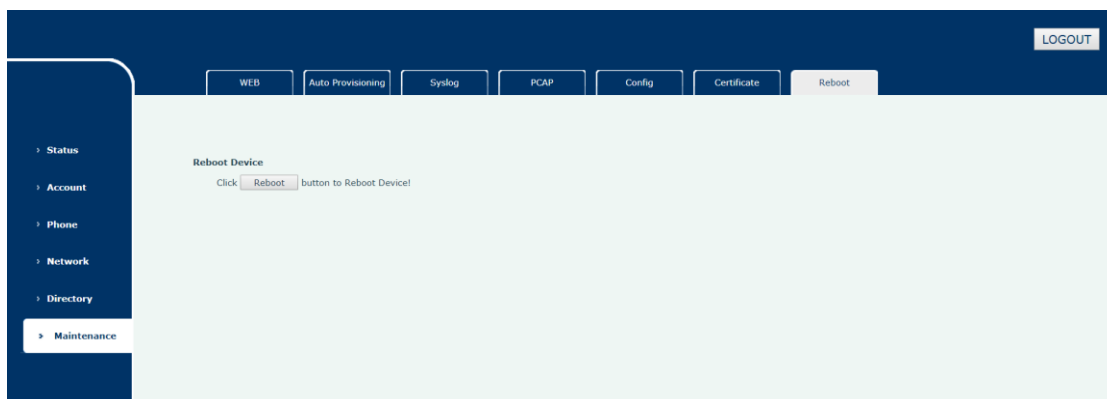 LOGOUT
WEB Auto Provisioning Syslog PCAP Config Certificate Reboot
Status
Account
Phone
Network
Directory
Maintenance
Reboot Device
Click Reboot button to Reboot Device!